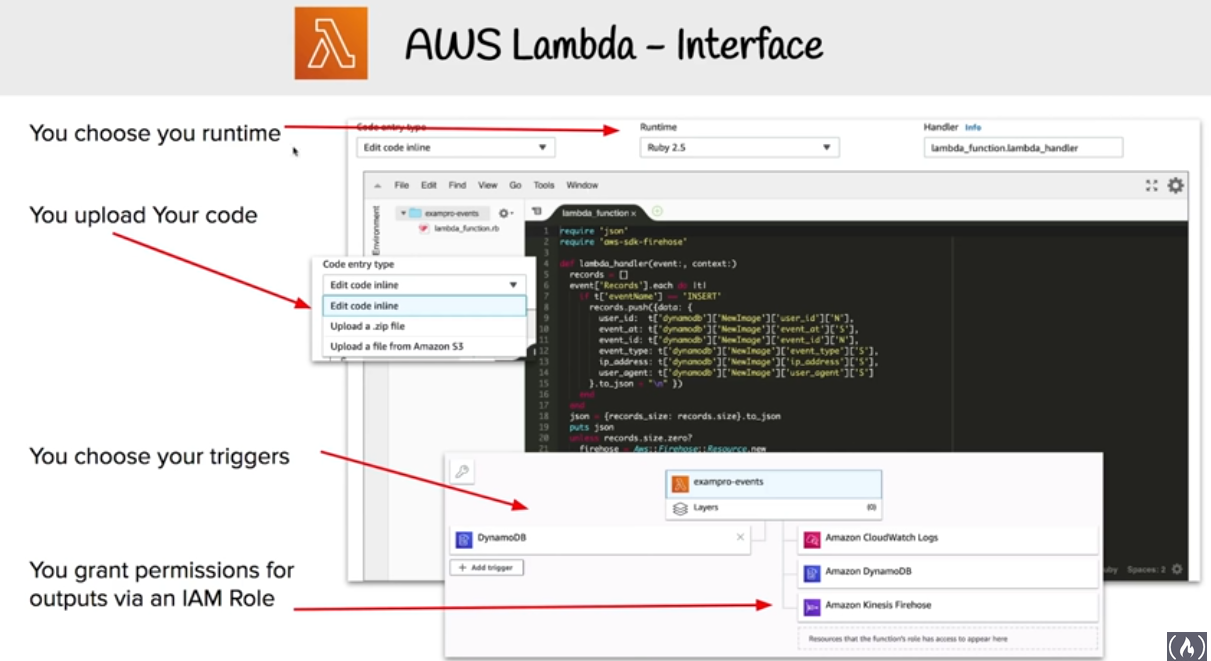 AWS Lambda - Interface
You choose you runtime
Code entry type
Runtime
Handler Info
Edit code inline
Ruby 2.5
lambda_function.lambda_handler
You upload Your code
File Edit Find View Go Tools Window
Environment
exampro-events
lambda_function.rb
lambda_function ×
1 require 'json'
2 require 'aws-sdk-firehose'
3
4 def lambda_handler(event:, context:)
5 records = []
6 event['Records'].each do |t|
7 if t['eventName'] == 'INSERT'
8 records.push({data: {
9 user_id: t['dynamodb']['NewImage']['user_id']['N'],
10 event_at: t['dynamodb']['NewImage']['event_at']['S'],
11 event_id: t['dynamodb']['NewImage']['event_id']['N'],
12 event_type: t['dynamodb']['NewImage']['event_type']['S'],
13 ip_address: t['dynamodb']['NewImage']['ip_address']['S'],
14 user_agent: t['dynamodb']['NewImage']['user_agent']['S']
15 }.to_json + "\n" })
16 end
17 end
18 json = {records_size: records.size}.to_json
19 puts json
20 unless records.size.zero?
21 firehose = Aws::Firehose::Resource.new
Code entry type
Edit code inline
Edit code inline
Upload a .zip file
Upload a file from Amazon S3
You choose your triggers
exampro-events
Layers (0)
DynamoDB ×
+ Add trigger
Amazon CloudWatch Logs
Amazon DynamoDB
Amazon Kinesis Firehose
Resources that the function's role has access to appear here
Spaces: 2
You grant permissions for
outputs via an IAM Role